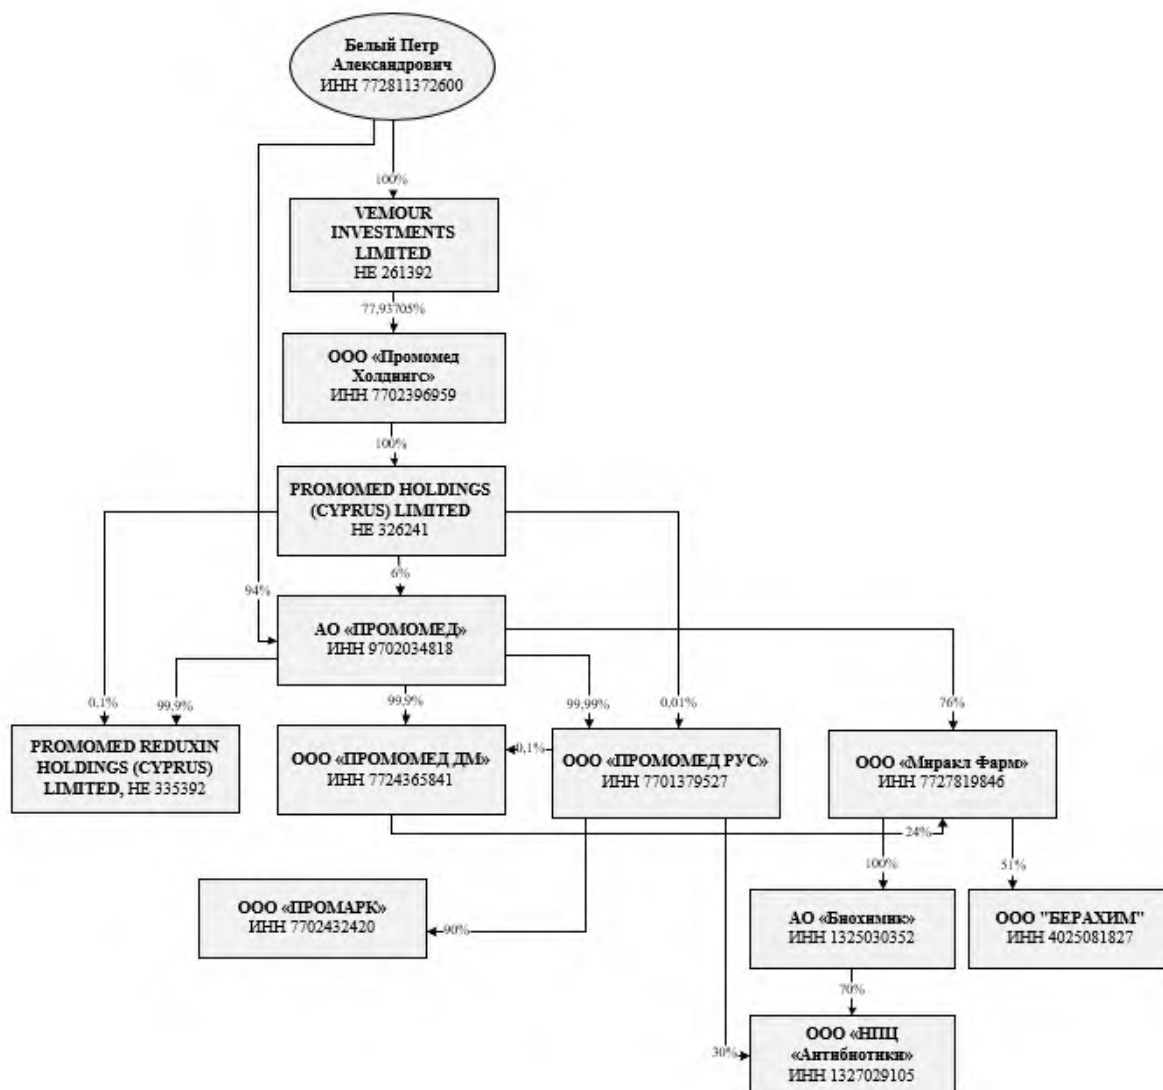 Белый Петр
Александрович
ИНН 772811372600
100%
VEMOUR
INVESTMENTS
LIMITED
HE 261392
77,93705%
ООО «Промомед
Холдингс»
ИНН 7702396959
100%
PROMOMED HOLDINGS
(CYPRUS) LIMITED
HE 326241
6%
94%
АО «ПРОМОМЕД»
ИНН 9702034818
0,1%
99,9%
99,9%
99,99%
0,01%
76%
PROMOMED REDUXIN
HOLDINGS (CYPRUS)
LIMITED, HE 335392
ООО «ПРОМОМЕД ДМ»
ИНН 7724365841
0,1%
ООО «ПРОМОМЕД РУС»
ИНН 7701379527
ООО «Миракл Фарм»
ИНН 7727819846
24%
100%
51%
ООО «ПРОМАРК»
ИНН 7702432420
90%
АО «Биохимик»
ИНН 1325030352
ООО "БЕРАХИМ"
ИНН 4025081827
70%
30%
ООО «НПЦ
«Антибиотики»
ИНН 1327029105